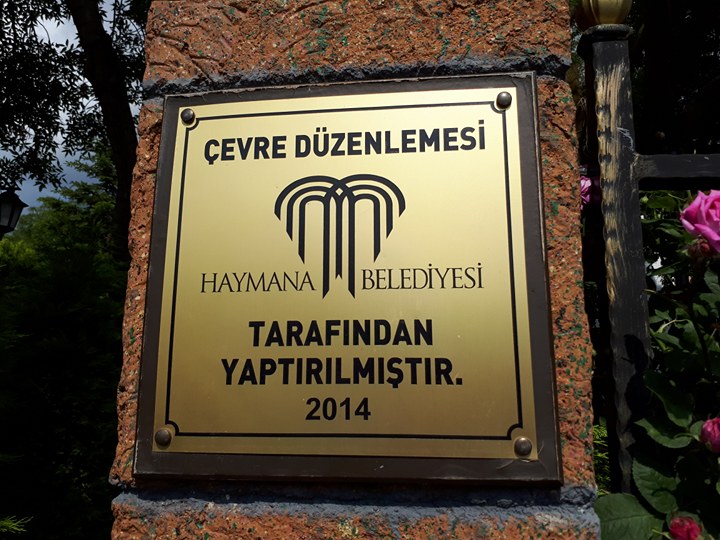 ÇEVRE DÜZENLEMESİ
HAYMANA BELEDİYESİ
TARAFINDAN
YAPTIRILMIŞTIR.
2014